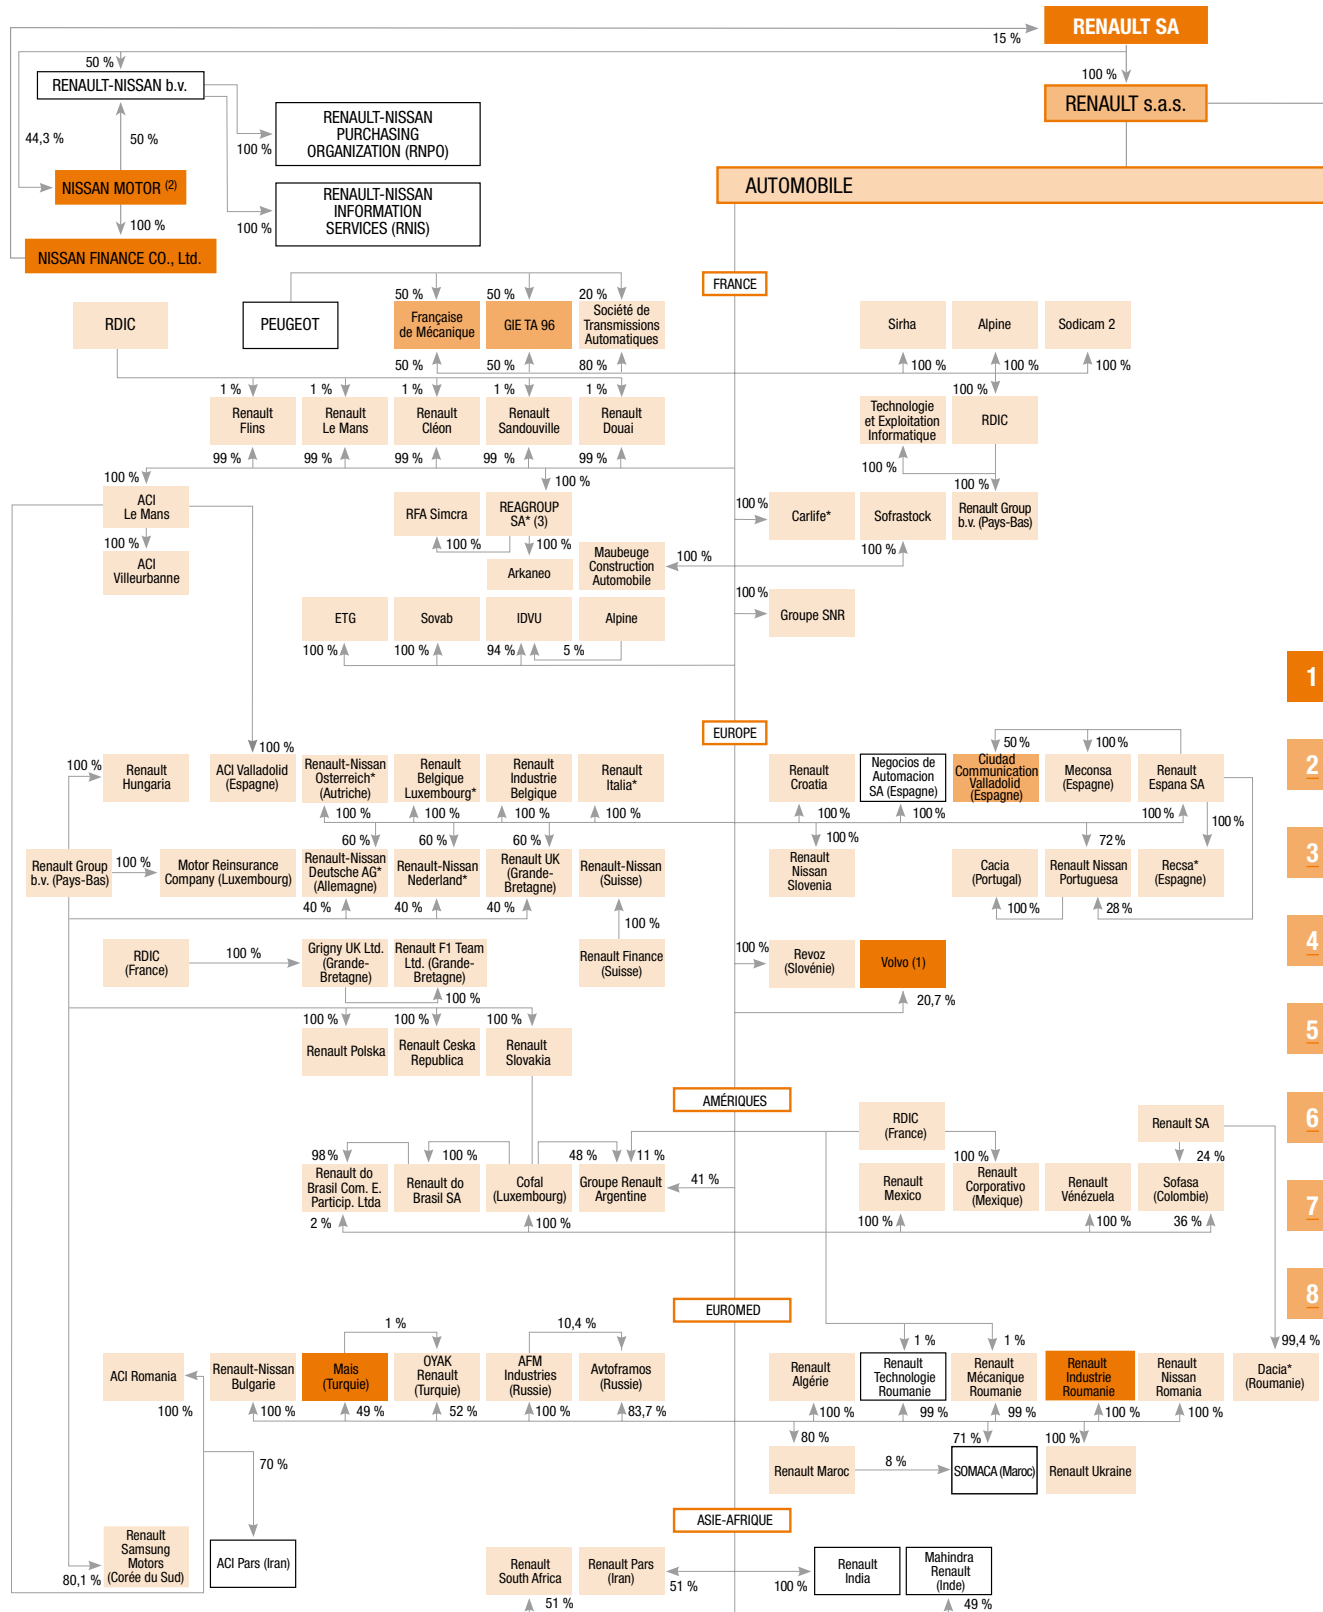 RENAULT SA
15 %
50 %
100 %
RENAULT-NISSAN b.v.
RENAULT s.a.s.
RENAULT-NISSAN
PURCHASING
ORGANIZATION (RNPO)
44,3 %
50 %
100 %
NISSAN MOTOR (2)
AUTOMOBILE
RENAULT-NISSAN
INFORMATION
SERVICES (RNIS)
100 %
100 %
NISSAN FINANCE CO., Ltd.
FRANCE
50 %
50 %
20 %
RDIC
PEUGEOT
Française
de Mécanique
GIE TA 96
Société de
Transmissions
Automatiques
Sirha
Alpine
Sodicam 2
50 %
50 %
80 %
100 %
100 %
100 %
1 %
1 %
1 %
1 %
1 %
100 %
Renault
Flins
Renault
Le Mans
Renault
Cléon
Renault
Sandouville
Renault
Douai
Technologie
et Exploitation
Informatique
RDIC
99 %
99 %
99 %
99 %
99 %
100 %
100 %
100 %
100 %
ACI
Le Mans
RFA Simcra
REAGROUP
SA* (3)
100 %
Carlife*
Sofrastock
Renault Group
b.v. (Pays-Bas)
100 %
100 %
100 %
100 %
100 %
ACI
Villeurbanne
Arkaneo
Maubeuge
Construction
Automobile
100 %
ETG
Sovab
IDVU
Alpine
Groupe SNR
100 %
100 %
94 %
5 %
1
EUROPE
100 %
100 %
50 %
100 %
Renault
Hungaria
ACI Valladolid
(Espagne)
Renault-Nissan
Osterreich*
(Autriche)
Renault
Belgique
Luxembourg*
Renault
Industrie
Belgique
Renault
Italia*
Renault
Croatia
Negocios de
Automacion
SA (Espagne)
Ciudad
Communication
Valladolid
(Espagne)
Meconsa
(Espagne)
Renault
Espana SA
2
100 %
100 %
100 %
100 %
100 %
100 %
100 %
100 %
60 %
60 %
60 %
100 %
72 %
Renault Group
b.v. (Pays-Bas)
100 %
Motor Reinsurance
Company (Luxembourg)
Renault-Nissan
Deutsche AG*
(Allemagne)
Renault-Nissan
Nederland*
Renault UK
(Grande-
Bretagne)
Renault-Nissan
(Suisse)
Renault
Nissan
Slovenia
Cacia
(Portugal)
Renault Nissan
Portuguesa
Recsa*
(Espagne)
3
40 %
40 %
40 %
100 %
100 %
28 %
RDIC
(France)
100 %
Grigny UK Ltd.
(Grande-
Bretagne)
Renault F1 Team
Ltd. (Grande-
Bretagne)
Renault Finance
(Suisse)
100 %
Revoz
(Slovénie)
Volvo (1)
4
100 %
20,7 %
100 %
100 %
100 %
Renault Polska
Renault Ceska
Republica
Renault
Slovakia
5
AMÉRIQUES
RDIC
(France)
Renault SA
6
98%
100 %
48 %
11 %
100 %
24 %
Renault do
Brasil Com. E.
Particip. Ltda
Renault do
Brasil SA
Cofal
(Luxembourg)
Groupe Renault
Argentine
41 %
Renault
Mexico
Renault
Corporativo
(Mexique)
Renault
Vénézuela
Sofasa
(Colombie)
7
2 %
100 %
100 %
100 %
36 %
8
EUROMED
1 %
10,4 %
1 %
1 %
99,4 %
ACI Romania
Renault-Nissan
Bulgarie
Mais
(Turquie)
OYAK
Renault
(Turquie)
AFM
Industries
(Russie)
Avtoframos
(Russie)
Renault
Algérie
Renault
Technologie
Roumanie
Renault
Mécanique
Roumanie
Renault
Industrie
Roumanie
Renault
Nissan
Romania
Dacia*
(Roumanie)
100 %
100 %
49 %
52 %
100 %
83,7 %
100 %
99 %
99 %
100 %
100 %
80 %
71 %
100 %
70 %
Renault Maroc
8 %
SOMACA (Maroc)
Renault Ukraine
ASIE-AFRIQUE
Renault
Samsung
Motors
(Corée du Sud)
ACI Pars (Iran)
80,1 %
Renault
South Africa
Renault Pars
(Iran)
51 %
100 %
Renault
India
Mahindra
Renault
(Inde)
51 %
49 %